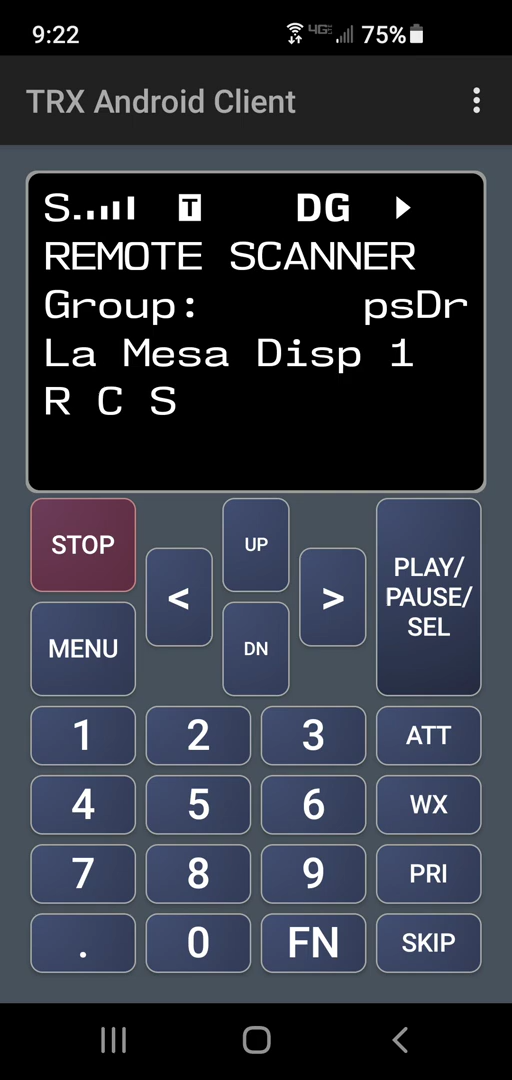 9:22 4GE 75%
TRX Android Client
S T DG
REMOTE SCANNER
Group: psDr
La Mesa Disp 1
R C S
STOP
UP
PLAY/
PAUSE/
SEL
<
>
MENU
DN
1 2 3 ATT
4 5 6 WX
7 8 9 PRI
. 0 FN SKIP